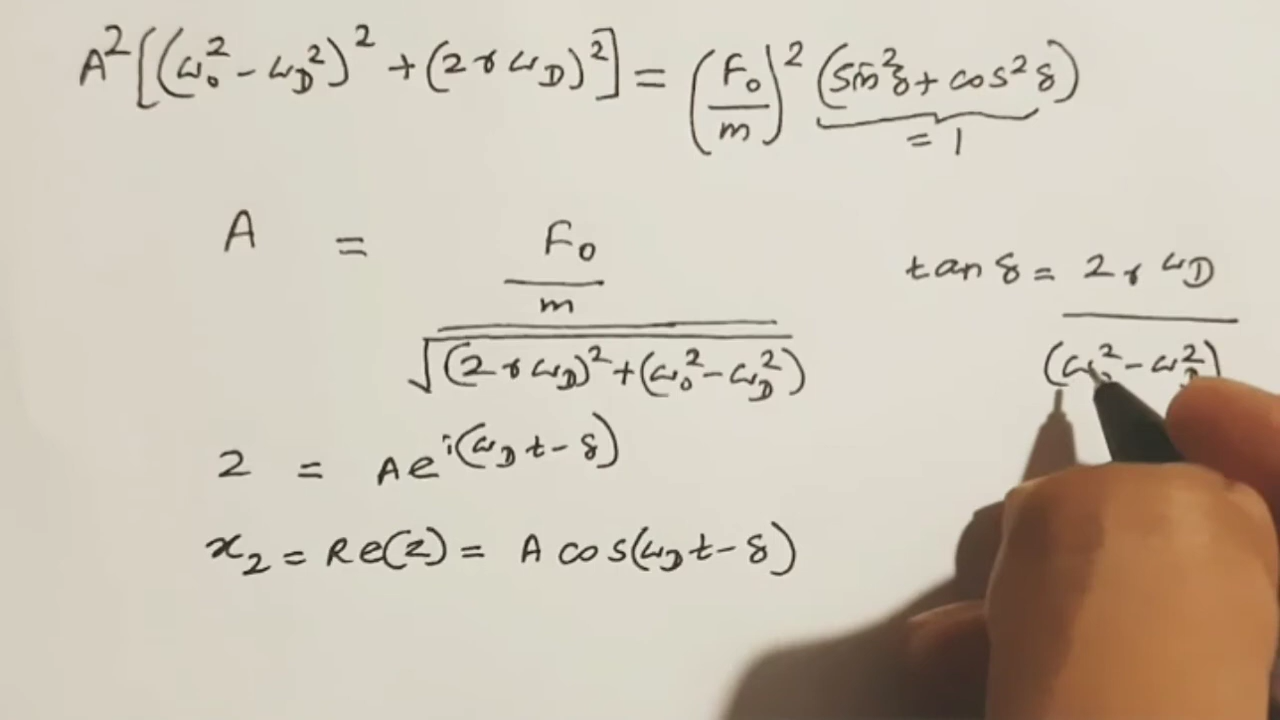 A²[(ω₀² - ω_D²)² + (2γω_D)²] = (F₀/m)² (sin²δ + cos²δ)
= 1
A = F₀/m / √((2γω_D)² + (ω₀² - ω_D²))
tan δ = 2γω_D / (ω₀² - ω_D²)
z = Ae^{i(ω_D t - δ)}
x₂ = Re(z) = A cos(ω_D t - δ)